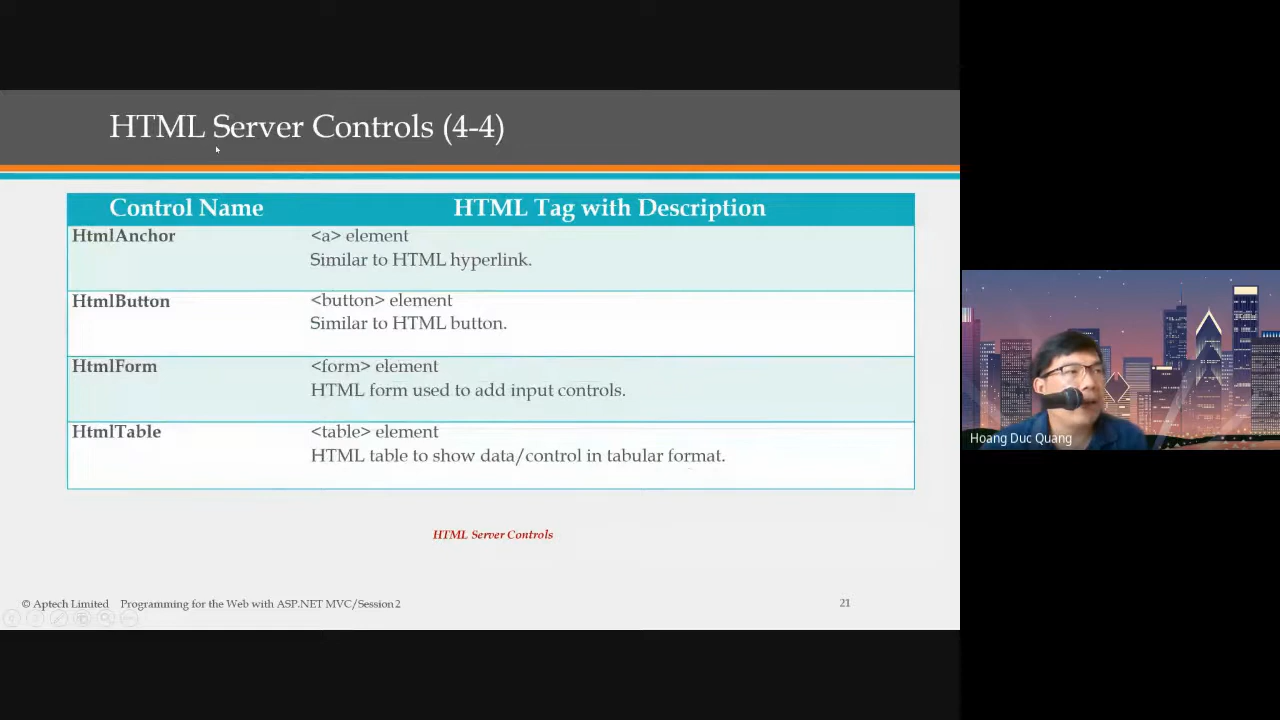 HTML Server Controls (4-4)
Control Name HTML Tag with Description
HtmlAnchor <a> element
Similar to HTML hyperlink.
HtmlButton <button> element
Similar to HTML button.
HtmlForm <form> element
HTML form used to add input controls.
HtmlTable <table> element
HTML table to show data/control in tabular format.
HTML Server Controls
© Aptech Limited Programming for the Web with ASP.NET MVC/Session 2 21
Hoang Duc Quang